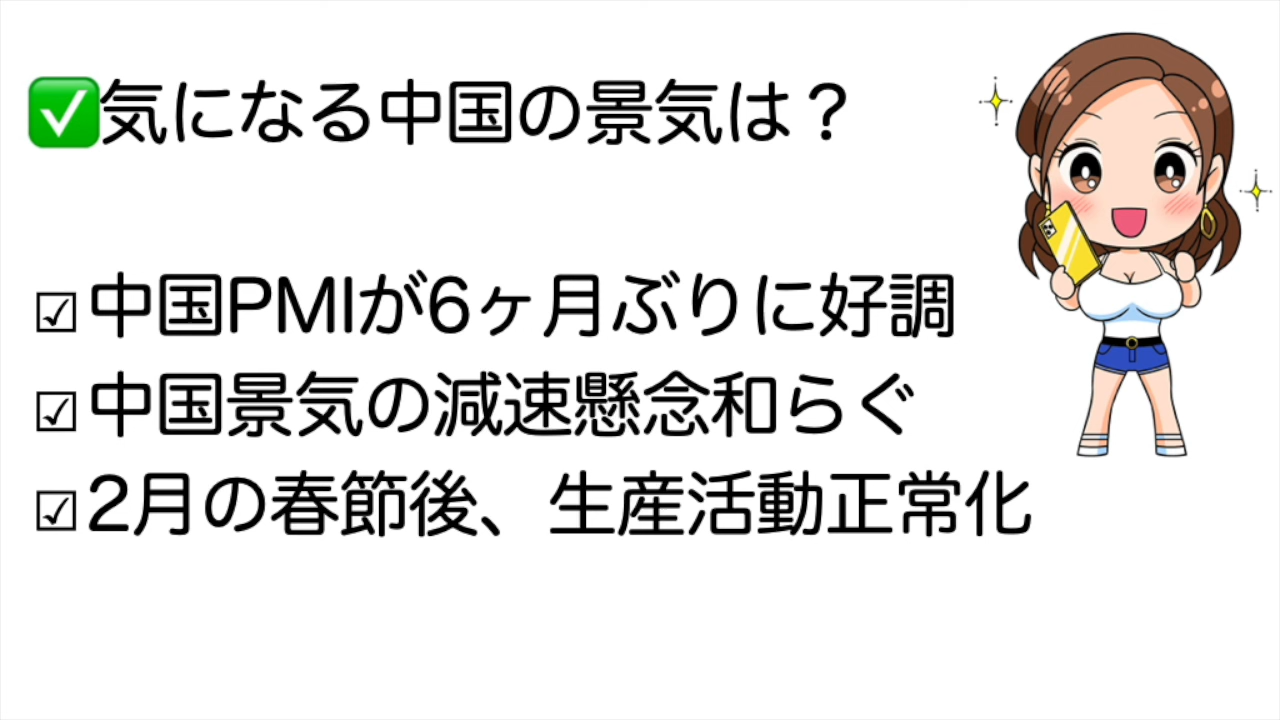 ✅気になる中国の景気は？
☑中国PMIが6ヶ月ぶりに好調
☑中国景気の減速懸念和らぐ
☑2月の春節後、生産活動正常化